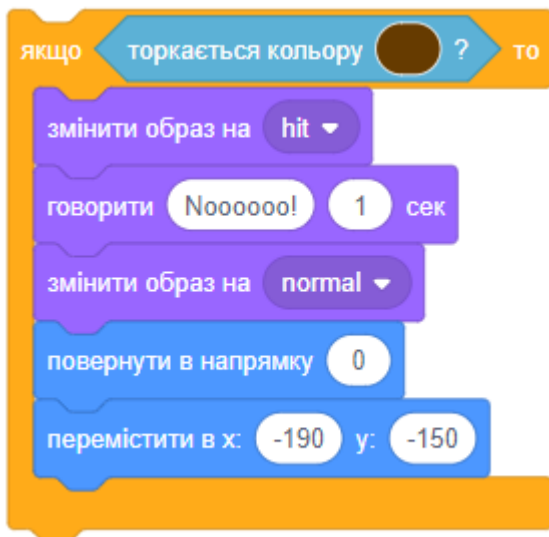 якщо торкається кольору ? то
змінити образ на hit
говорити Noooooo! 1 сек
змінити образ на normal
повернути в напрямку 0
перемістити в x: -190 y: -150